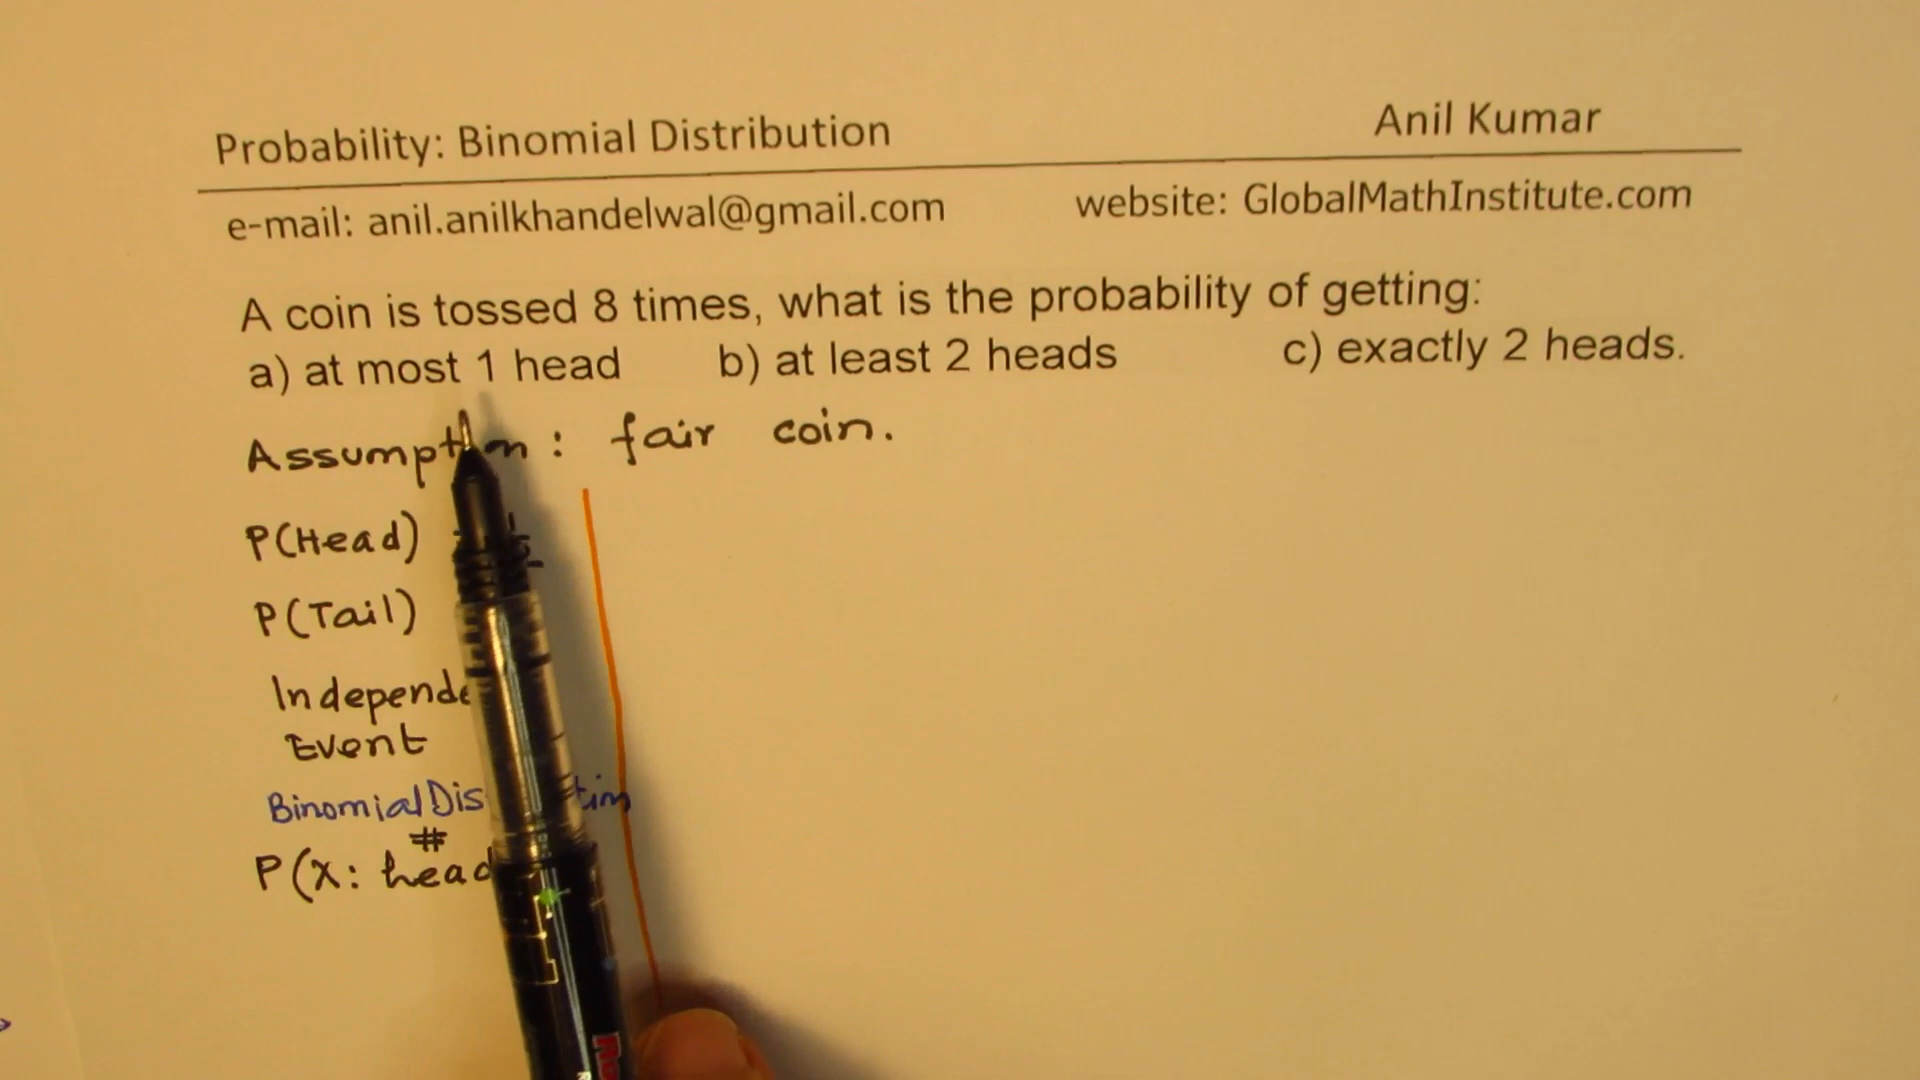 Probability: Binomial Distribution Anil Kumar
e-mail: anil.anilkhandelwal@gmail.com website: GlobalMathInstitute.com
A coin is tossed 8 times, what is the probability of getting:
a) at most 1 head b) at least 2 heads c) exactly 2 heads.
: fair coin.
P(Head)
P(Tail)
Event
P(X: #